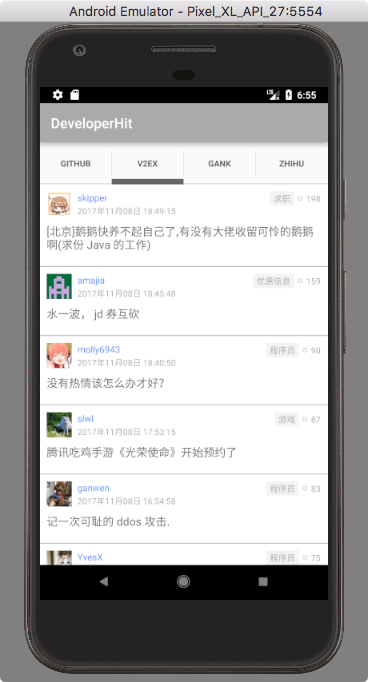 Android Emulator - Pixel_XL_API_27:5554
LTE 6:55
DeveloperHit
GITHUB V2EX GANK ZHIHU
skipper 求职 198
2017年11月08日 18:49:15
[北京]鹅鹅快养不起自己了,有没有大佬收留可怜的鹅鹅
啊(求份 Java 的工作)
amajia 优惠信息 159
2017年11月08日 18:45:48
水一波， jd 券互砍
molly6943 程序员 90
2017年11月08日 18:40:50
没有热情该怎么办才好?
slwl 游戏 87
2017年11月08日 17:53:15
腾讯吃鸡手游《光荣使命》开始预约了
ganwen 程序员 83
2017年11月08日 16:54:58
记一次可耻的 ddos 攻击.
YvesX 程序员 75